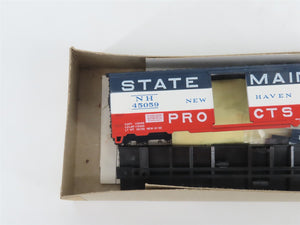 STATE MAI
NH
45059
NEW HAVEN
PRO CTS